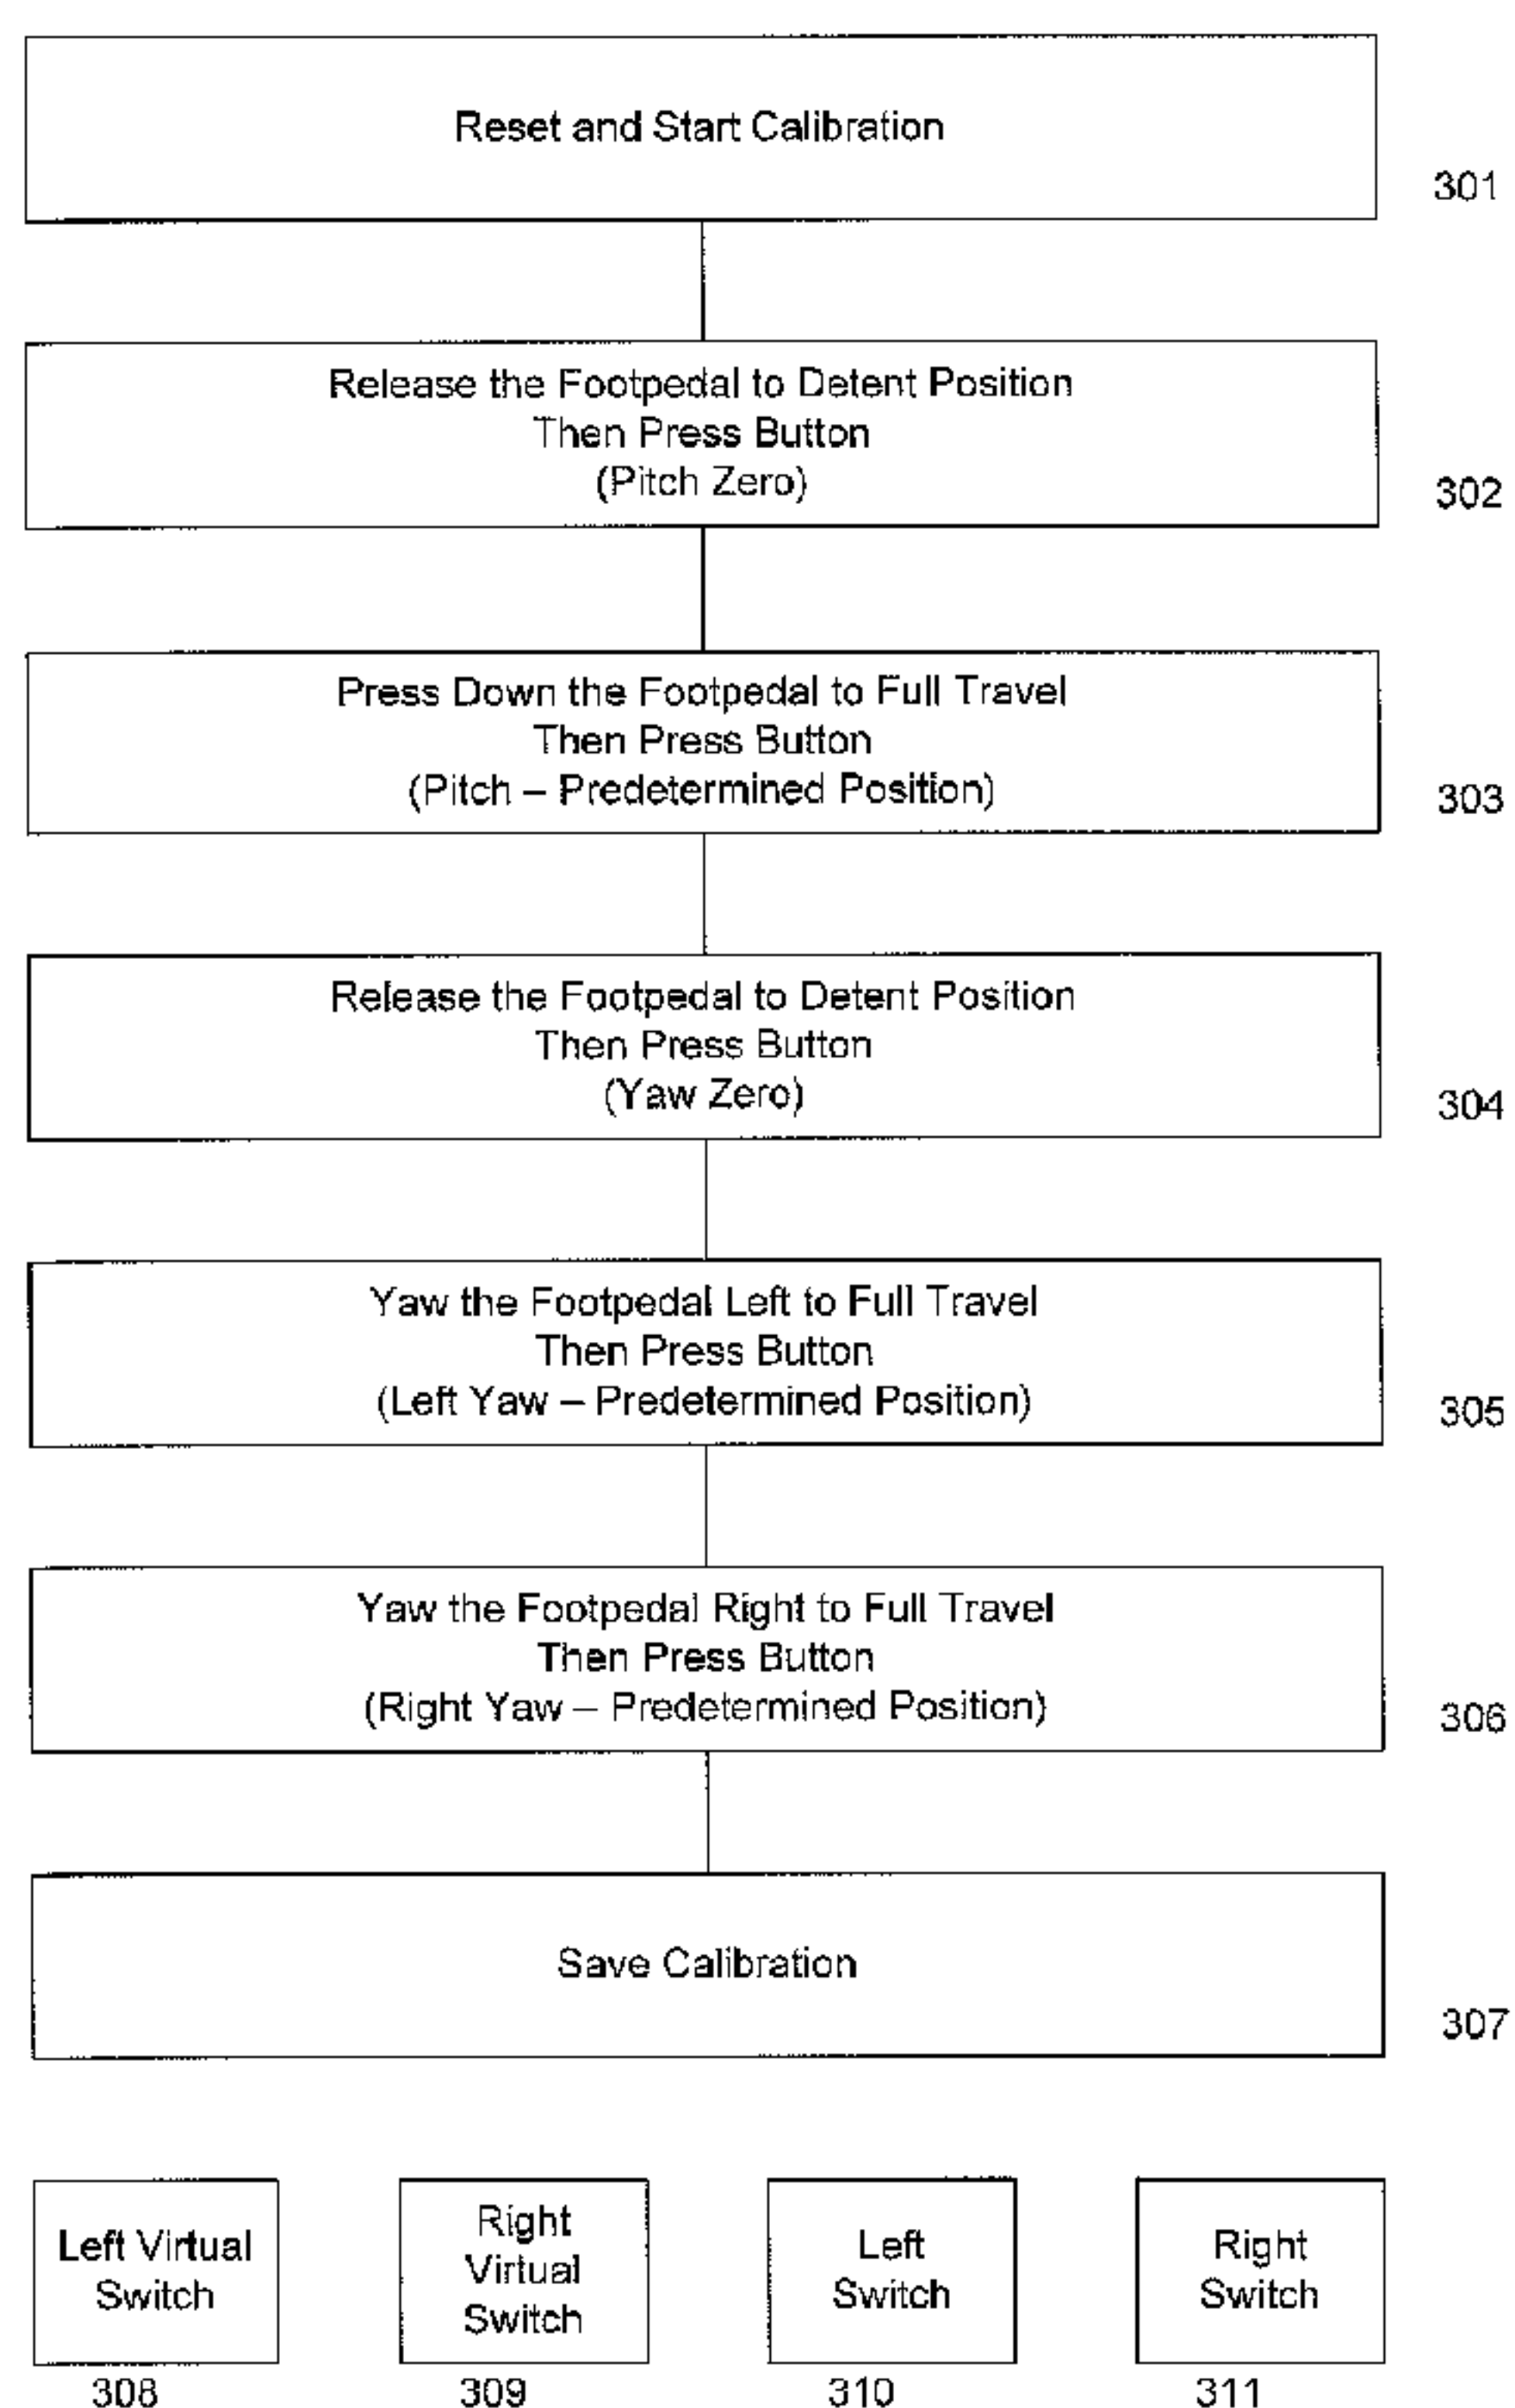 Reset and Start Calibration
301
Release the Footpedal to Detent Position
Then Press Button
(Pitch Zero)
302
Press Down the Footpedal to Full Travel
Then Press Button
(Pitch – Predetermined Position)
303
Release the Footpedal to Detent Position
Then Press Button
(Yaw Zero)
304
Yaw the Footpedal Left to Full Travel
Then Press Button
(Left Yaw – Predetermined Position)
305
Yaw the Footpedal Right to Full Travel
Then Press Button
(Right Yaw – Predetermined Position)
306
Save Calibration
307
Left Virtual
Switch
308
Right
Virtual
Switch
309
Left
Switch
310
Right
Switch
311